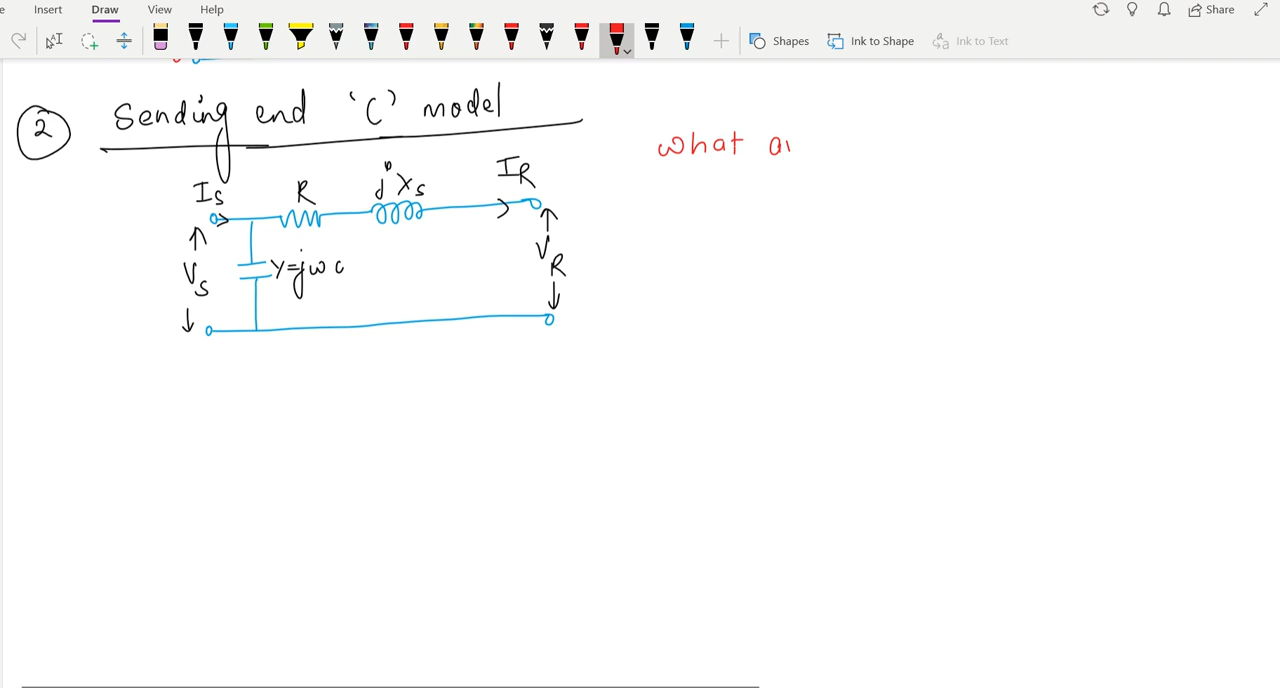 Insert Draw View Help
Share
Shapes Ink to Shape Ink to Text
2 Sending end 'C' model
what
Is R jXs IR
Vs Y=jωc VR